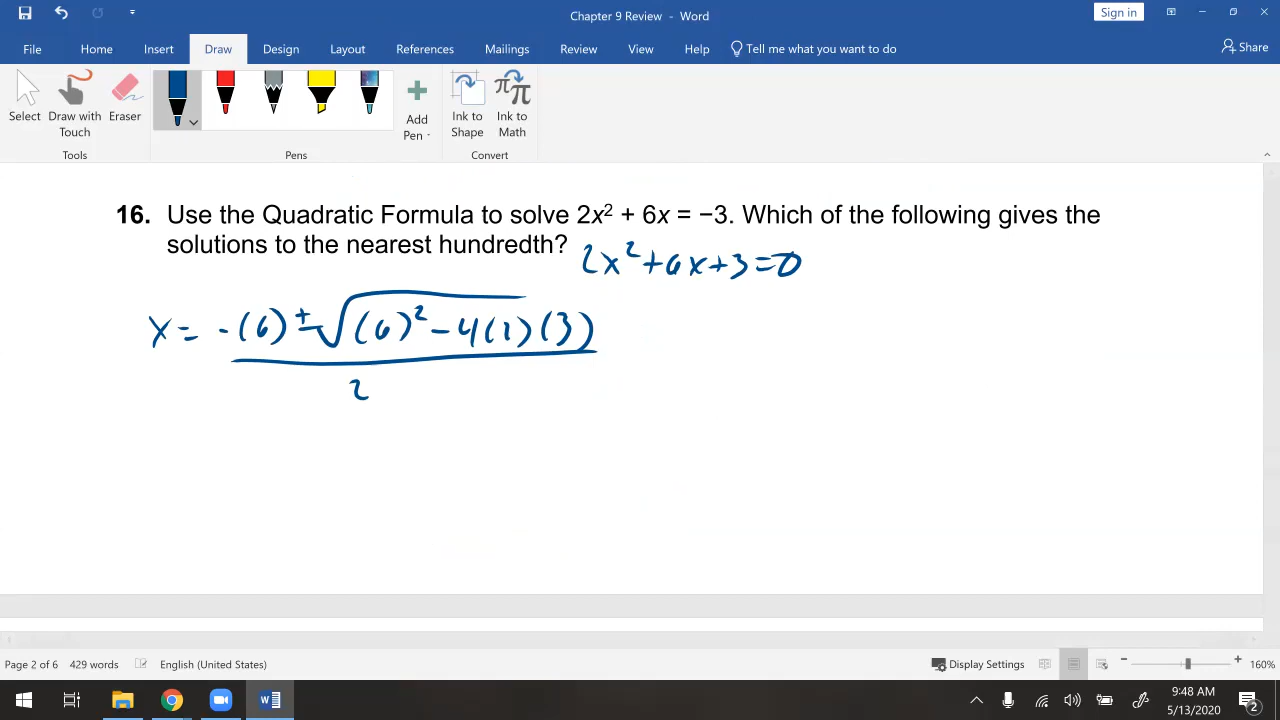 Chapter 9 Review - Word
Sign in
File Home Insert Draw Design Layout References Mailings Review View Help Tell me what you want to do Share
Select Draw with Touch Eraser Add Pen Ink to Shape Ink to Math
Tools Pens Convert
16. Use the Quadratic Formula to solve 2x² + 6x = −3. Which of the following gives the
solutions to the nearest hundredth?
2x²+6x+3=0
x = -(6) ± √(6)² - 4(2)(3)
2
Page 2 of 6 429 words English (United States) Display Settings 160%
9:48 AM
5/13/2020
2